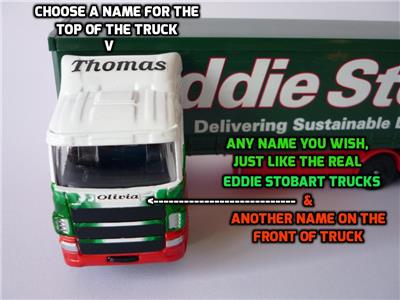 CHOOSE A NAME FOR THE
TOP OF THE TRUCK
V
Thomas
ddie Sto
Delivering Sustainable
ANY NAME YOU WISH,
JUST LIKE THE REAL
EDDIE STOBART TRUCKS
Olivia <---------------------------- &
ANOTHER NAME ON THE
FRONT OF TRUCK